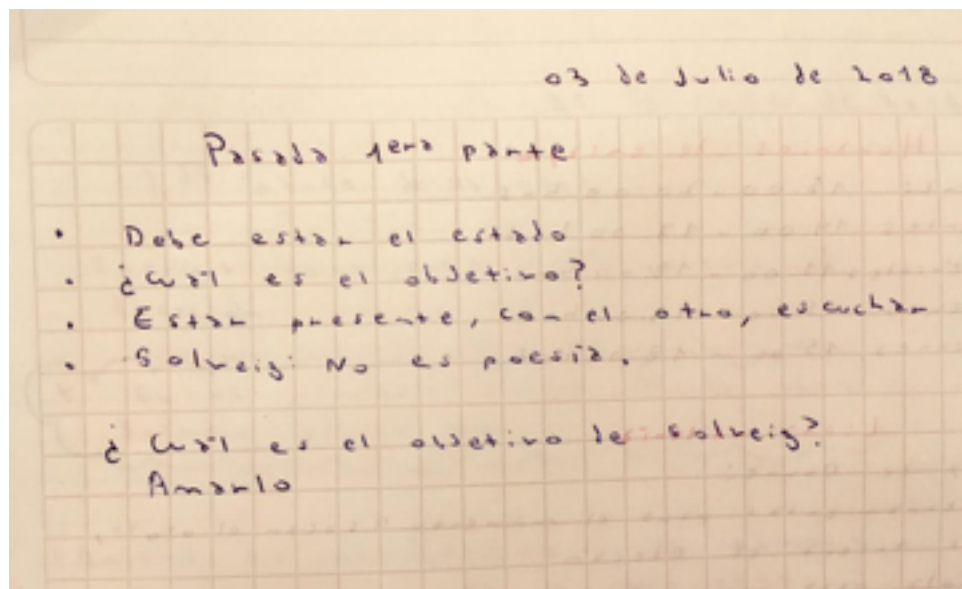 03 de Julio de 2018
Pasada 1era parte
• Debe estar el estado
• ¿Cuál es el objetivo?
• Estar presente, con el otro, escuchar
• Solveig: No es poesía.
¿Cuál es el objetivo de Solveig?
Amarlo